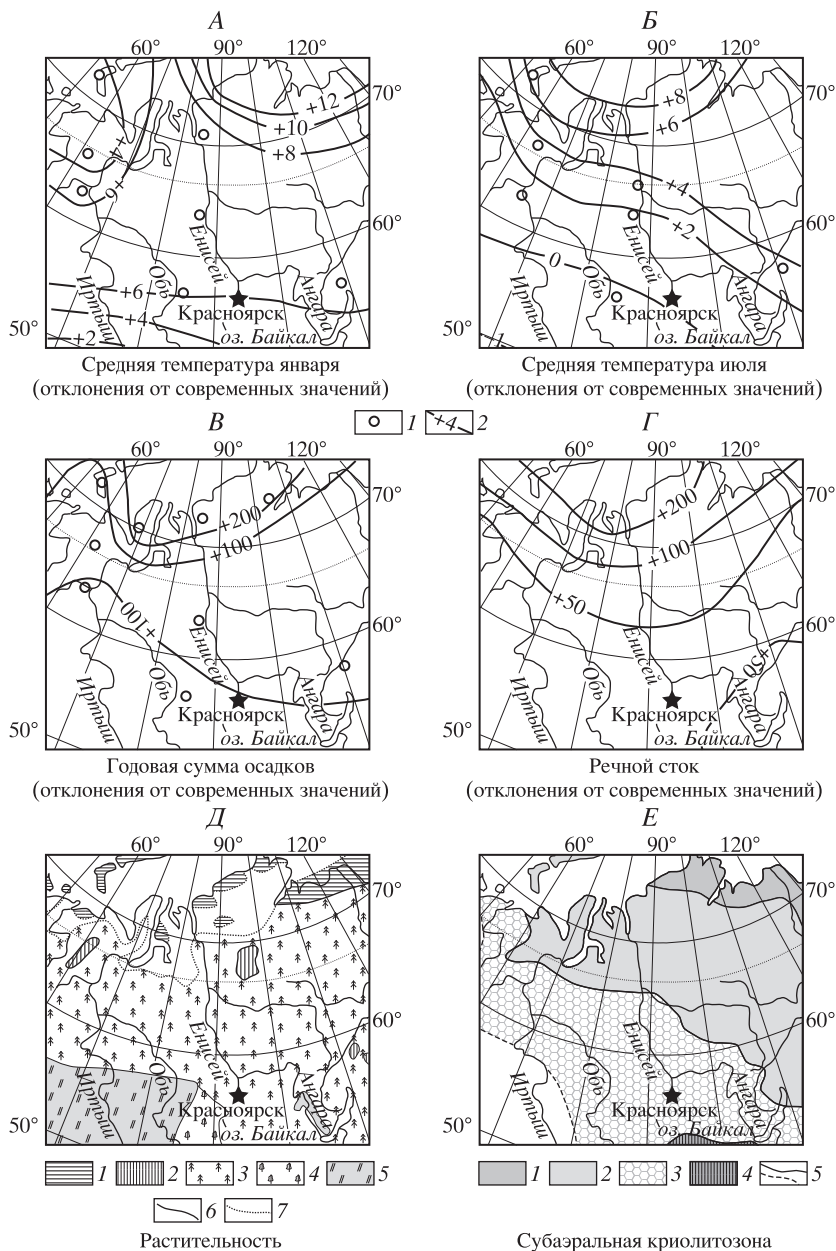 А
60° 90° 120°
70°
60°
50°
+4
+6
+12
+10
+8
+6
+4
+2
Енисей
Обь
Иртыш
Ангара
Красноярск
оз. Байкал
Средняя температура января
(отклонения от современных значений)
Б
60° 90° 120°
70°
60°
50°
+8
+6
+4
+2
0
-1
Енисей
Обь
Иртыш
Ангара
Красноярск
оз. Байкал
Средняя температура июля
(отклонения от современных значений)
1 +4 2
В
60° 90° 120°
70°
60°
50°
+200
+100
+100
Енисей
Обь
Иртыш
Ангара
Красноярск
оз. Байкал
Годовая сумма осадков
(отклонения от современных значений)
Г
60° 90° 120°
70°
60°
50°
+200
+100
+50
+50
Енисей
Обь
Иртыш
Ангара
Красноярск
оз. Байкал
Речной сток
(отклонения от современных значений)
Д
60° 90° 120°
70°
60°
50°
Енисей
Обь
Иртыш
Ангара
Красноярск
оз. Байкал
1 2 3 4 5
6 7
Растительность
Е
60° 90° 120°
70°
60°
50°
Енисей
Обь
Иртыш
Ангара
Красноярск
оз. Байкал
1 2 3 4 5
Субаэральная криолитозона